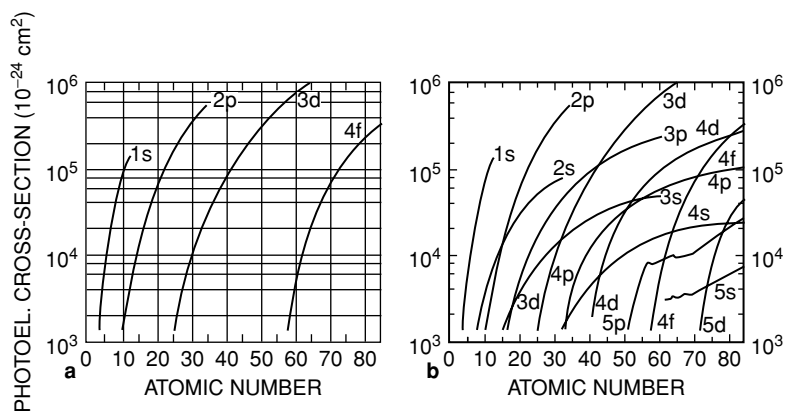 PHOTOEL. CROSS-SECTION (10⁻²⁴ cm²)
10⁶
10⁵
10⁴
10³
1s
2p
3d
4f
0 10 20 30 40 50 60 70 80
a
ATOMIC NUMBER
10⁶
10⁵
10⁴
10³
1s
2p
2s
3d
3p
3s
4d
4f
4p
4s
3d
4p
4d
5p
4f
5s
5d
10⁶
10⁵
10⁴
10³
0 10 20 30 40 50 60 70 80
b
ATOMIC NUMBER